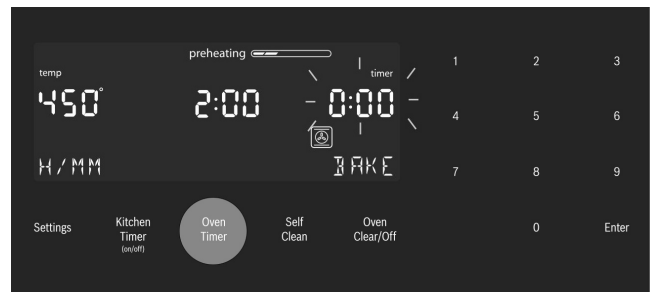 preheating
temp
timer
450°
2:00
0:00
H/MM
BAKE
1
2
3
4
5
6
7
8
9
0
Enter
Settings
Kitchen
Timer
(on/off)
Oven
Timer
Self
Clean
Oven
Clear/Off